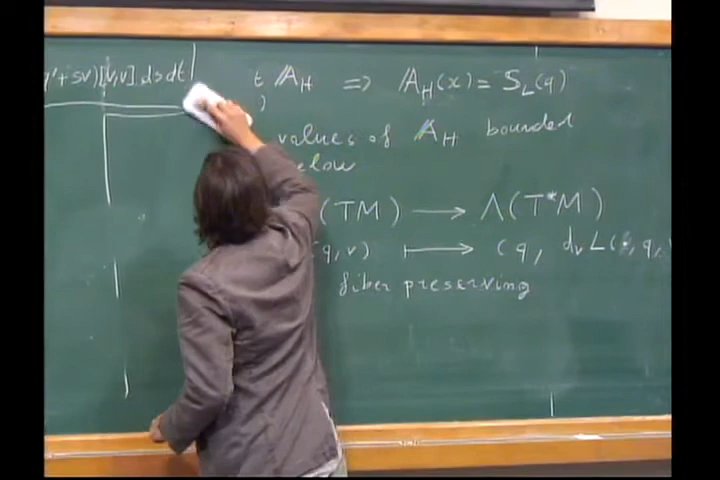 q'+sv)[v,v] ds dt
t 𝔸_H ⇒ 𝔸_H(x) = S_L(q)
)
values of 𝔸_H bounded
below
(TM) ⟶ Λ(T*M)
(q, v) ⟼ (q, d_v L( , q,
fiber preserving